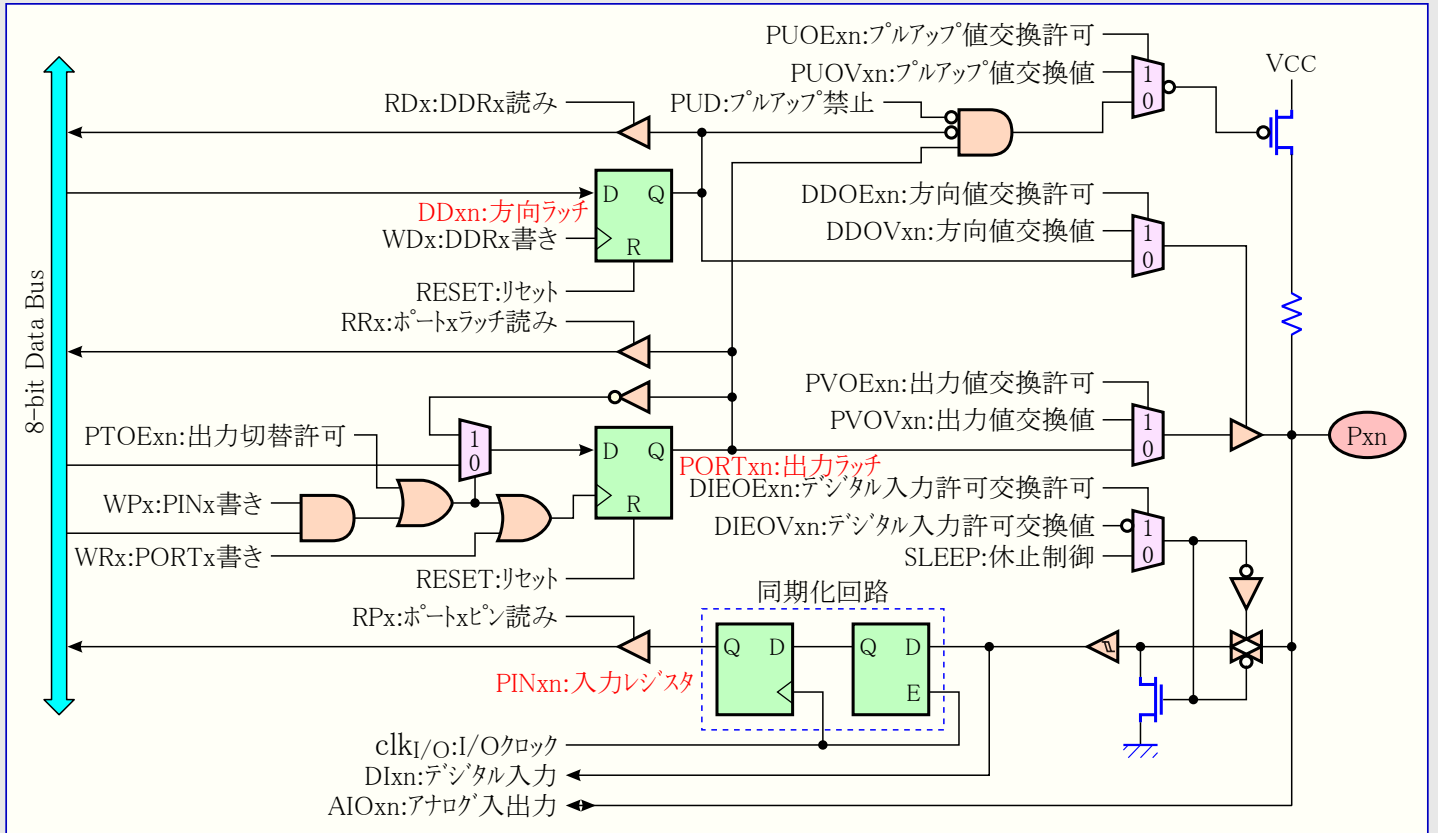 PUOExn:プルアップ値交換許可
PUOVxn:プルアップ値交換値
1
0
VCC
RDx:DDRx読み
PUD:プルアップ禁止
D Q
R
DDxn:方向ラッチ
WDx:DDRx書き
RESET:リセット
DDOExn:方向値交換許可
DDOVxn:方向値交換値
1
0
8-bit Data Bus
RRx:ポートxラッチ読み
PVOExn:出力値交換許可
PVOVxn:出力値交換値
1
0
Pxn
PTOExn:出力切替許可
1
0
D Q
R
PORTxn:出力ラッチ
WPx:PINx書き
WRx:PORTx書き
RESET:リセット
DIEOExn:デジタル入力許可交換許可
DIEOVxn:デジタル入力許可交換値
SLEEP:休止制御
1
0
同期化回路
RPx:ポートxピン読み
Q D
Q D
E
PINxn:入力レジスタ
clkI/O:I/Oクロック
DIxn:デジタル入力
AIOxn:アナログ入出力